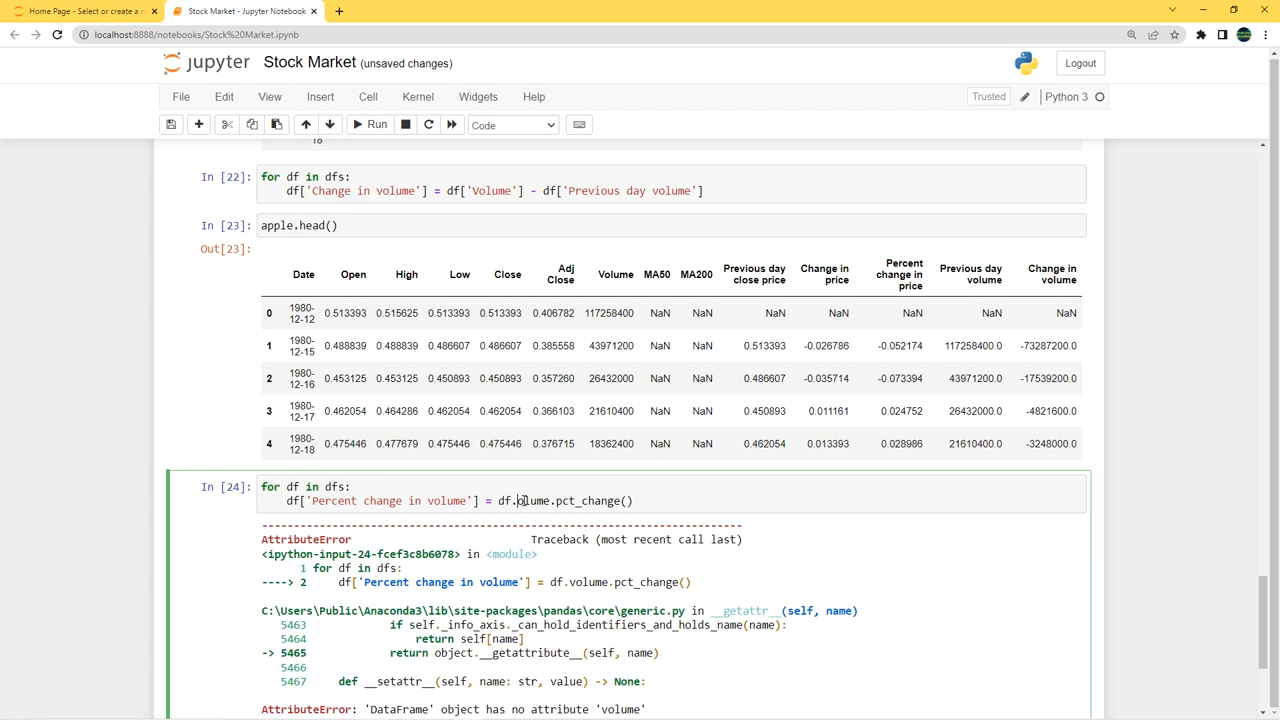 Home Page - Select or create a n
Stock Market - Jupyter Notebook
localhost:8888/notebooks/Stock%20Market.ipynb
jupyter Stock Market (unsaved changes)
Logout
File Edit View Insert Cell Kernel Widgets Help
Trusted Python 3
Run Code
18
In [22]: for df in dfs:
df['Change in volume'] = df['Volume'] - df['Previous day volume']
In [23]: apple.head()
Out[23]:
Date Open High Low Close Adj Close Volume MA50 MA200 Previous day close price Change in price Percent change in price Previous day volume Change in volume
0 1980-12-12 0.513393 0.515625 0.513393 0.513393 0.406782 117258400 NaN NaN NaN NaN NaN NaN NaN
1 1980-12-15 0.488839 0.488839 0.486607 0.486607 0.385558 43971200 NaN NaN 0.513393 -0.026786 -0.052174 117258400.0 -73287200.0
2 1980-12-16 0.453125 0.453125 0.450893 0.450893 0.357260 26432000 NaN NaN 0.486607 -0.035714 -0.073394 43971200.0 -17539200.0
3 1980-12-17 0.462054 0.464286 0.462054 0.462054 0.366103 21610400 NaN NaN 0.450893 0.011161 0.024752 26432000.0 -4821600.0
4 1980-12-18 0.475446 0.477679 0.475446 0.475446 0.376715 18362400 NaN NaN 0.462054 0.013393 0.028986 21610400.0 -3248000.0
In [24]: for df in dfs:
df['Percent change in volume'] = df.olume.pct_change()
---------------------------------------------------------------------------
AttributeError Traceback (most recent call last)
<ipython-input-24-fcef3c8b6078> in <module>
1 for df in dfs:
----> 2 df['Percent change in volume'] = df.volume.pct_change()
C:\Users\Public\Anaconda3\lib\site-packages\pandas\core\generic.py in __getattr__(self, name)
5463 if self._info_axis._can_hold_identifiers_and_holds_name(name):
5464 return self[name]
-> 5465 return object.__getattribute__(self, name)
5466
5467 def __setattr__(self, name: str, value) -> None:
AttributeError: 'DataFrame' object has no attribute 'volume'